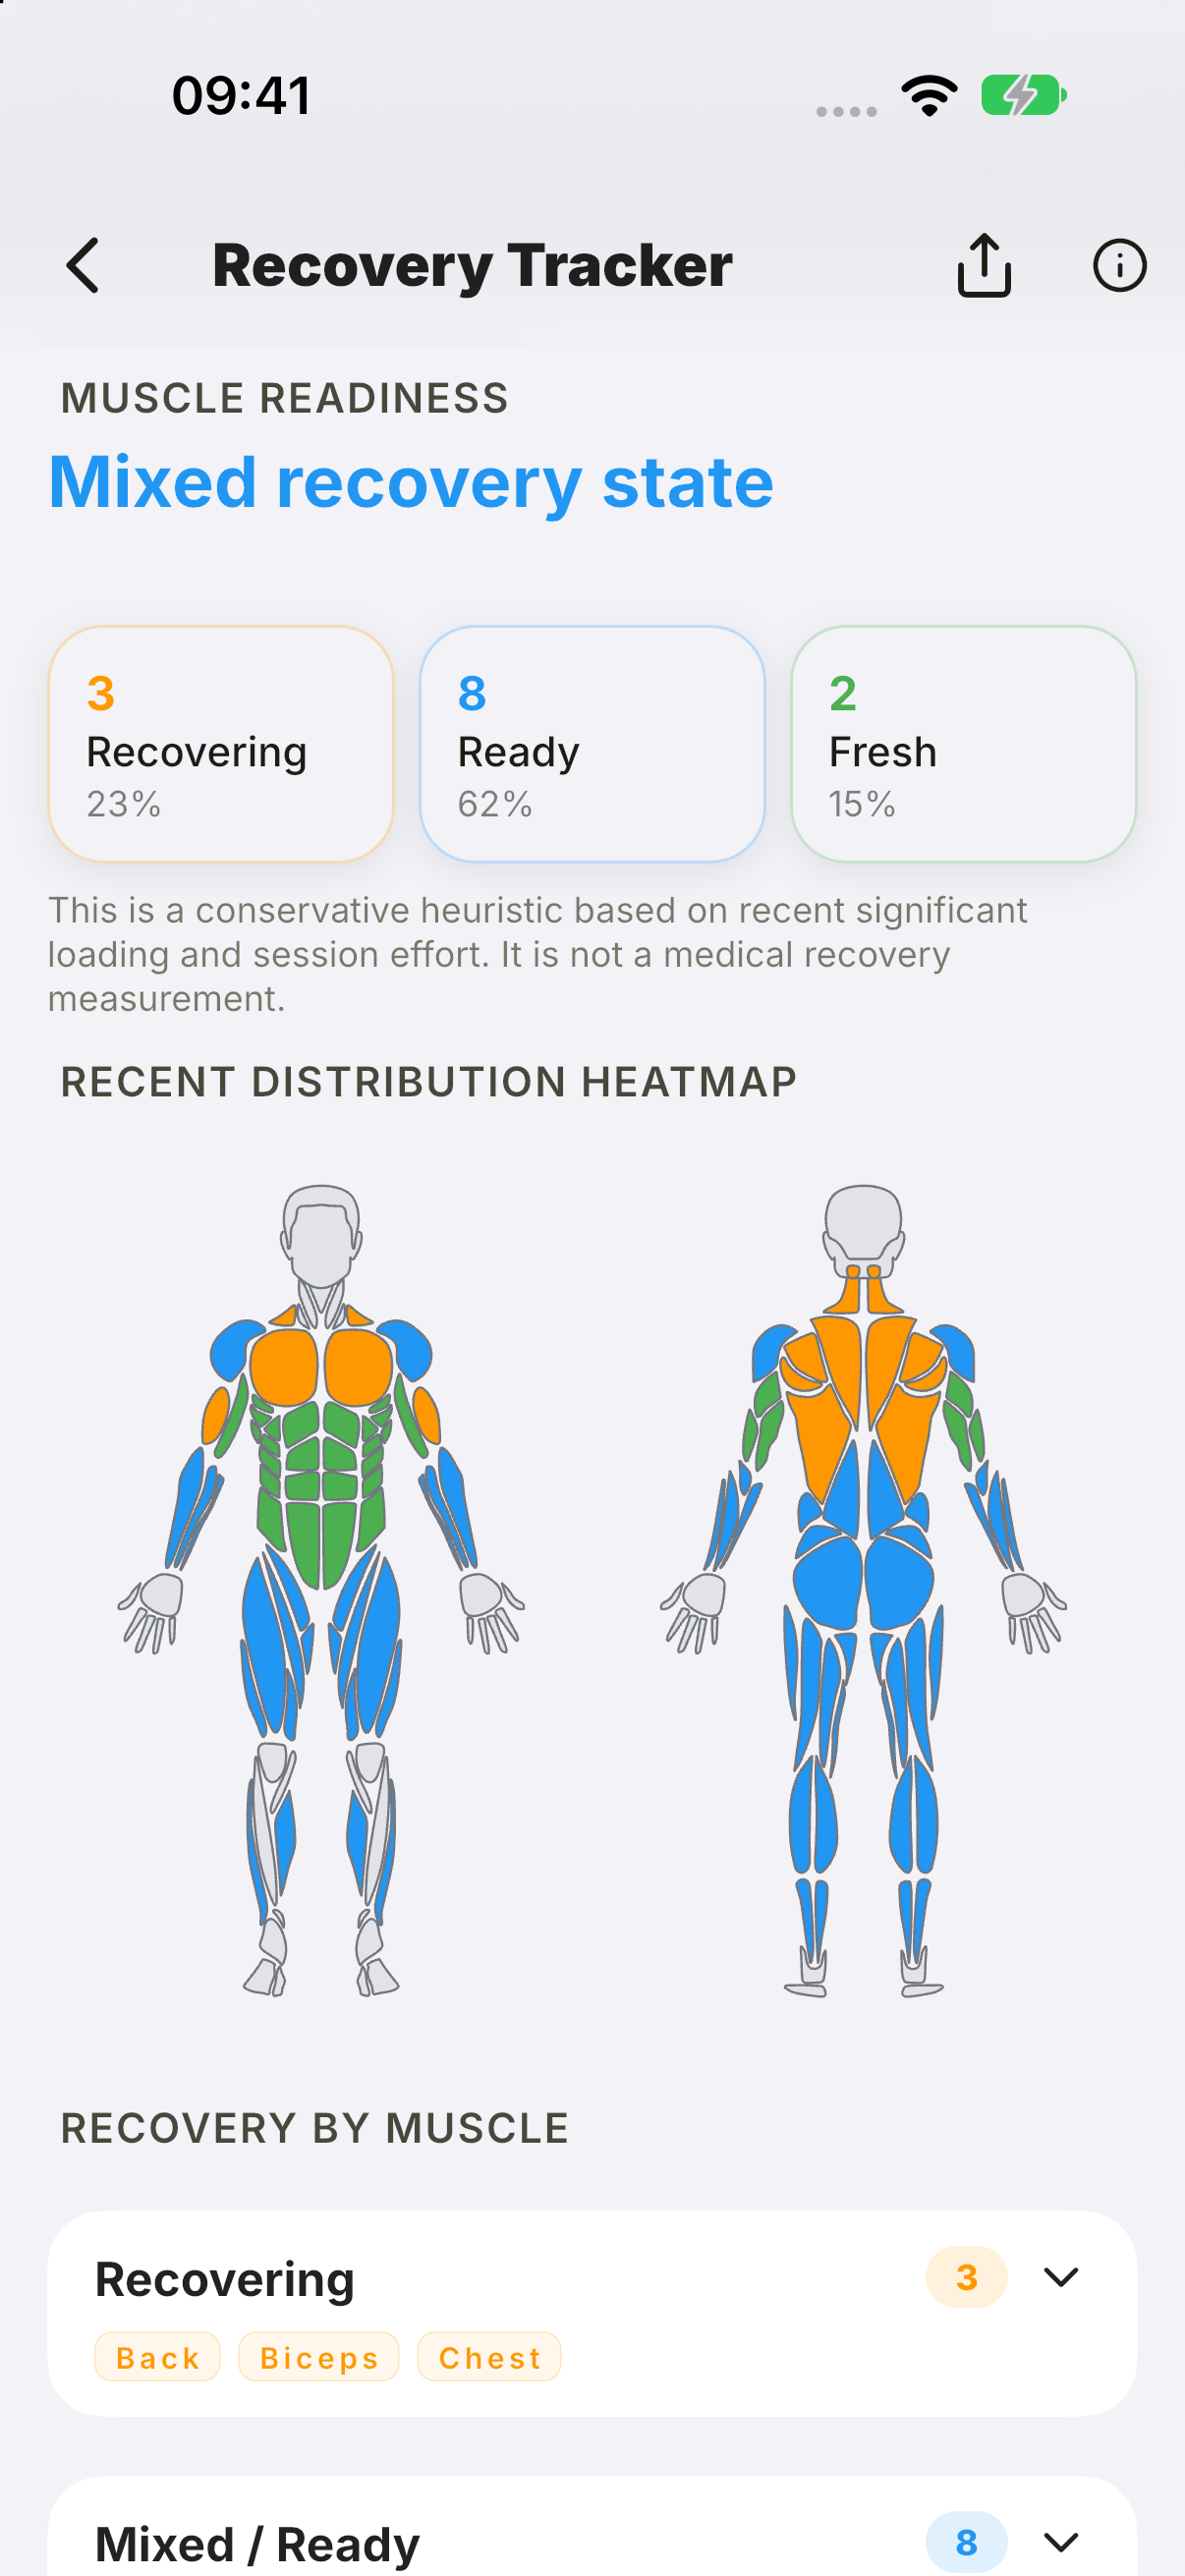 09:41
Recovery Tracker
MUSCLE READINESS
Mixed recovery state
3
Recovering
23%
8
Ready
62%
2
Fresh
15%
This is a conservative heuristic based on recent significant
loading and session effort. It is not a medical recovery
measurement.
RECENT DISTRIBUTION HEATMAP
RECOVERY BY MUSCLE
Recovering
3
Back
Biceps
Chest
Mixed / Ready
8